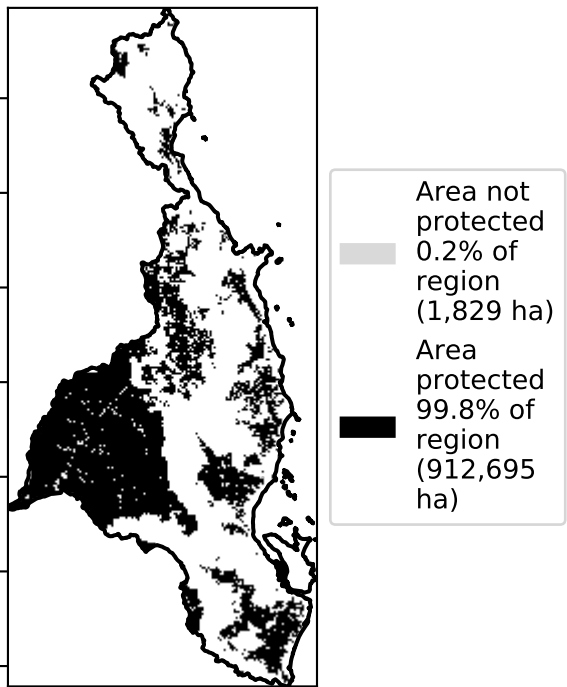 Area not
protected
0.2% of
region
(1,829 ha)
Area
protected
99.8% of
region
(912,695
ha)